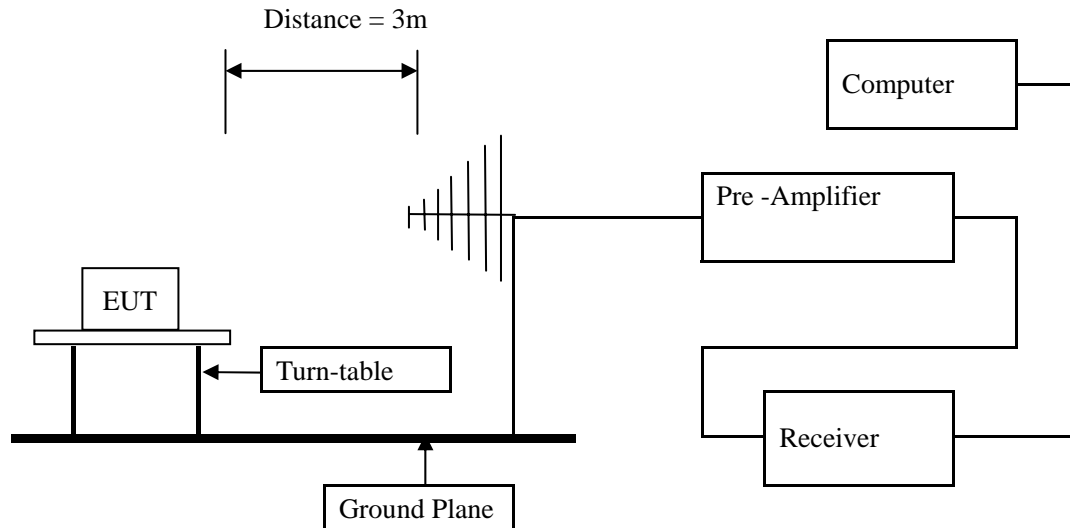 Distance = 3m
Computer
Pre -Amplifier
EUT
Turn-table
Receiver
Ground Plane